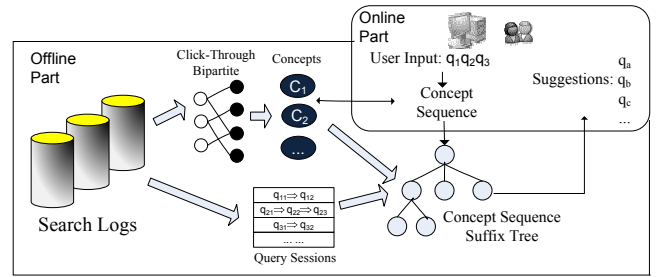 Offline
Part
Click-Through
Bipartite
Concepts
C1
C2
...
Search Logs
q11⇒ q12
q21⇒ q22⇒ q23
q31⇒ q32
... ...
Query Sessions
Online
Part
User Input: q1q2q3
Concept
Sequence
Suggestions:
qa
qb
qc
...
Concept Sequence
Suffix Tree